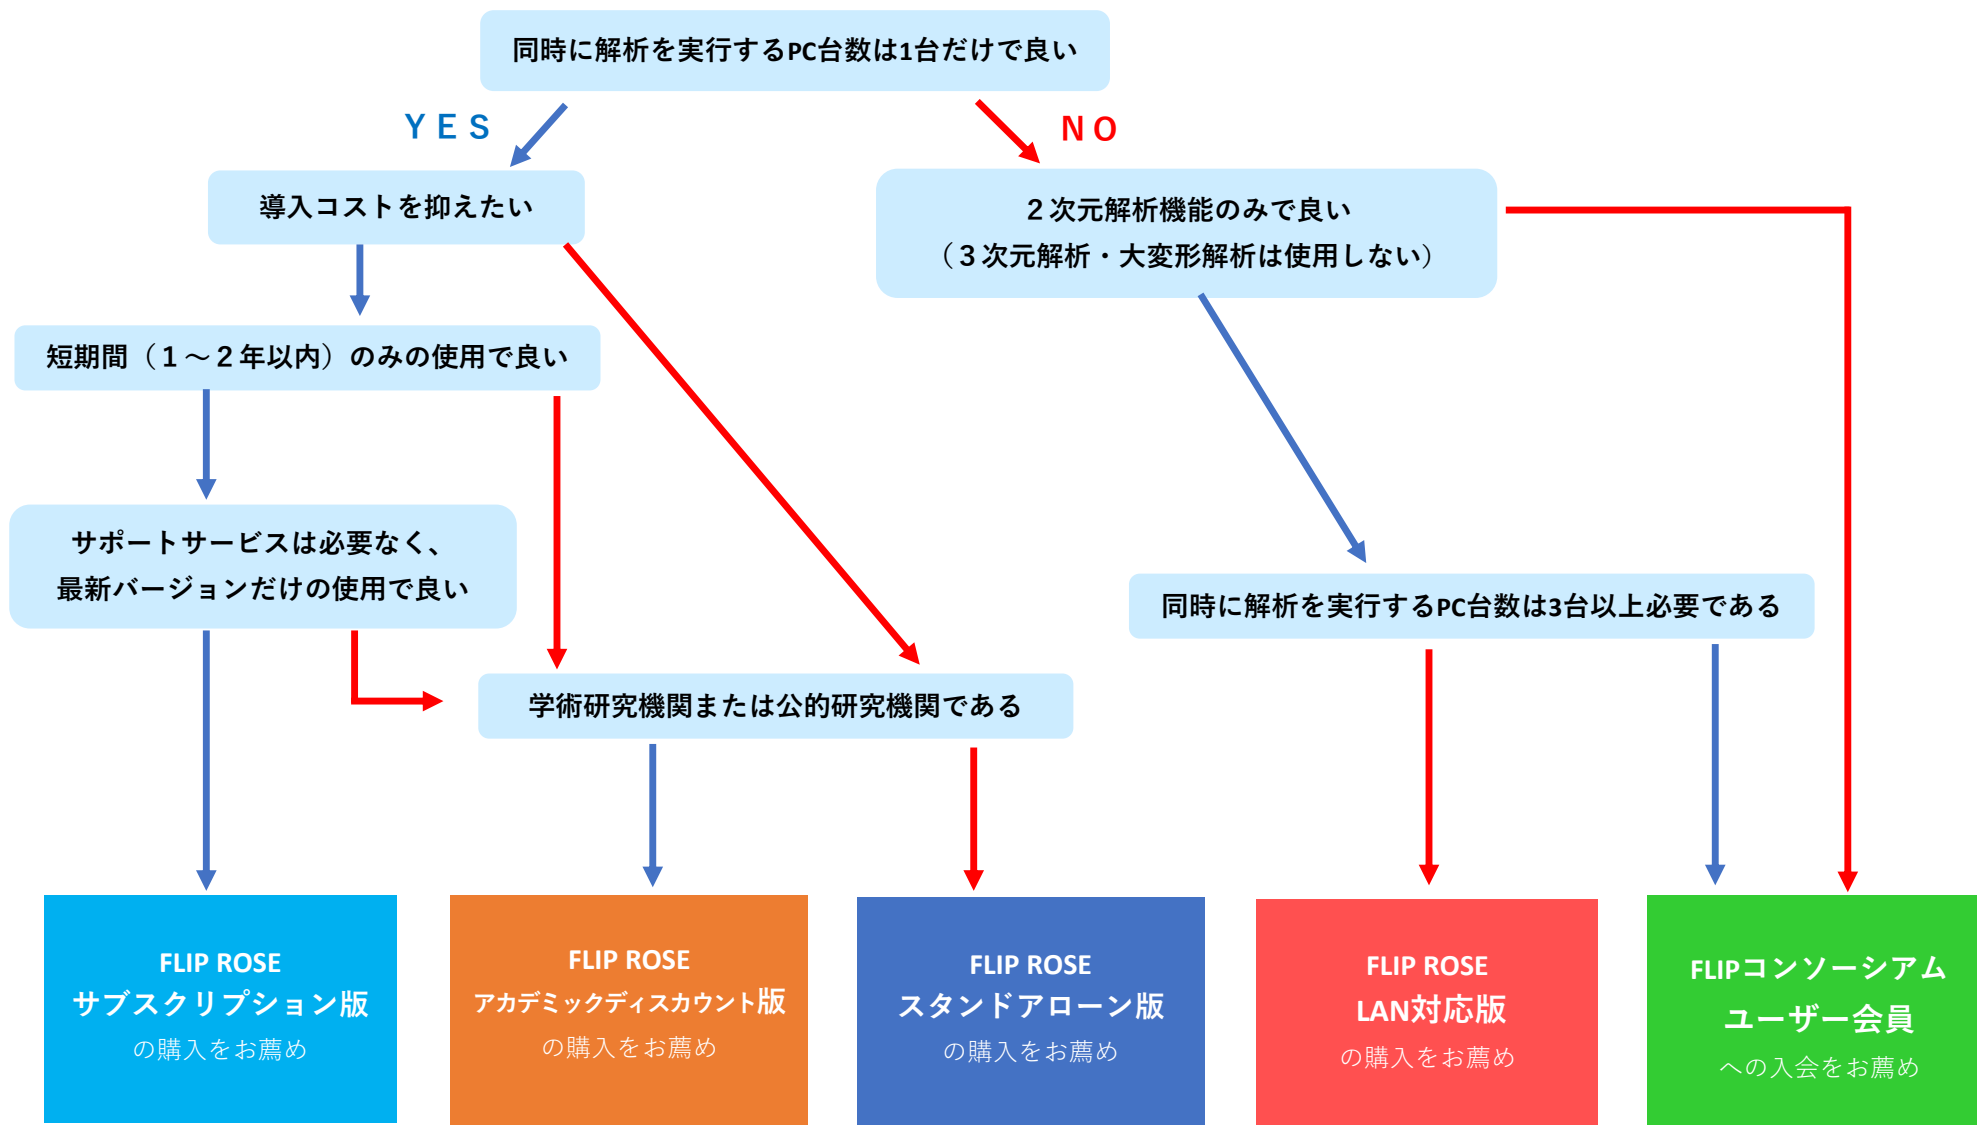 同時に解析を実行するPC台数は1台だけで良い
ＹＥＳ
ＮＯ
導入コストを抑えたい
２次元解析機能のみで良い
（３次元解析・大変形解析は使用しない）
短期間（１～２年以内）のみの使用で良い
サポートサービスは必要なく、
最新バージョンだけの使用で良い
同時に解析を実行するPC台数は3台以上必要である
学術研究機関または公的研究機関である
FLIP ROSE
サブスクリプション版
の購入をお薦め
FLIP ROSE
アカデミックディスカウント版
の購入をお薦め
FLIP ROSE
スタンドアローン版
の購入をお薦め
FLIP ROSE
LAN対応版
の購入をお薦め
FLIPコンソーシアム
ユーザー会員
への入会をお薦め